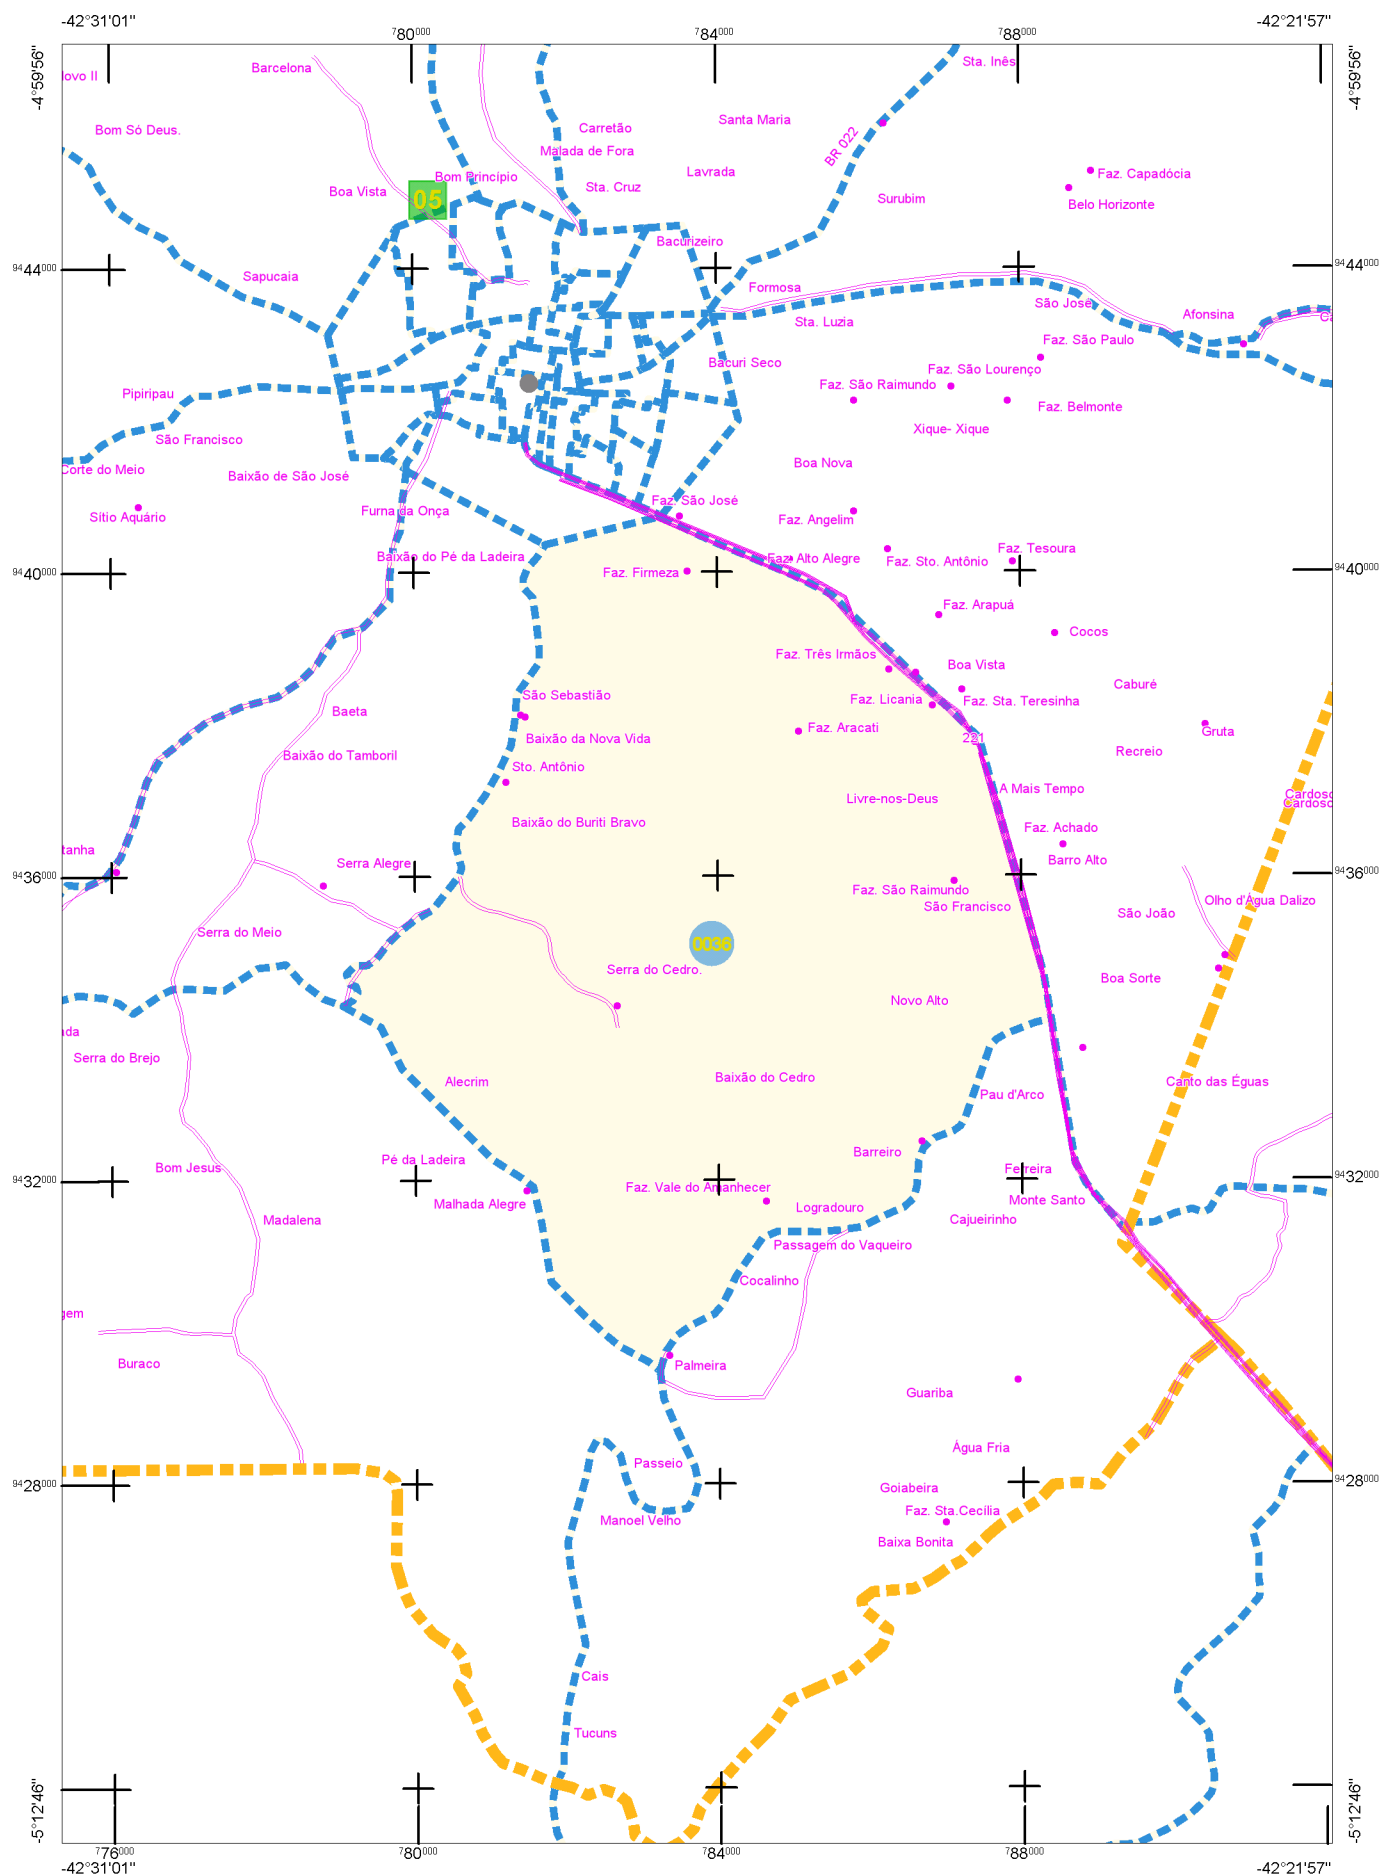 -42°31'01"
-42°21'57"
780000
784000
788000
-4°59'56"
-4°59'56"
Sta. Inês
Barcelona
ovo II
Santa Maria
Carretão
Bom Só Deus.
BR 022
Malada de Fora
Lavrada
Faz. Capadócia
Bom Princípio
Sta. Cruz
Boa Vista
05
Surubim
Belo Horizonte
Bacurizeiro
9444000
9444000
Sapucaia
Formosa
São José
Afonsina
Sta. Luzia
Faz. São Paulo
Bacuri Seco
Faz. São Lourenço
Faz. São Raimundo
Pipiripau
Faz. Belmonte
Xique- Xique
São Francisco
Boa Nova
Corte do Meio
Baixão de São José
Faz. São José
Furna da Onça
Sítio Aquário
Faz. Angelim
Faz. Tesoura
Baixão do Pé da Ladeira
Faz. Alto Alegre
Faz. Sto. Antônio
9440000
9440000
Faz. Firmeza
Faz. Arapuá
Cocos
Faz. Três Irmãos
Boa Vista
Caburé
São Sebastião
Faz. Licania
Faz. Sta. Teresinha
Baeta
Faz. Aracati
Gruta
Baixão da Nova Vida
221
Baixão do Tamboril
Recreio
Sto. Antônio
A Mais Tempo
Cardoso
Livre-nos-Deus
Cardoso
Baixão do Buriti Bravo
Faz. Achado
tanha
Serra Alegre
Barro Alto
9436000
9436000
Faz. São Raimundo
Olho d'Água Dalizo
São Francisco
São João
Serra do Meio
0036
Serra do Cedro.
Boa Sorte
Novo Alto
ada
Serra do Brejo
Baixão do Cedro
Alecrim
Canto das Éguas
Pau d'Arco
Barreiro
Pé da Ladeira
Bom Jesus
Ferreira
9432000
9432000
Faz. Vale do Amanhecer
Malhada Alegre
Monte Santo
Logradouro
Madalena
Cajueirinho
Passagem do Vaqueiro
Cocalinho
gem
Buraco
Palmeira
Guariba
Água Fria
Passeio
9428000
9428000
Goiabeira
Faz. Sta.Cecília
Manoel Velho
Baixa Bonita
Cais
Tucuns
-5°12'46"
-5°12'46"
776000
780000
784000
788000
-42°31'01"
-42°21'57"